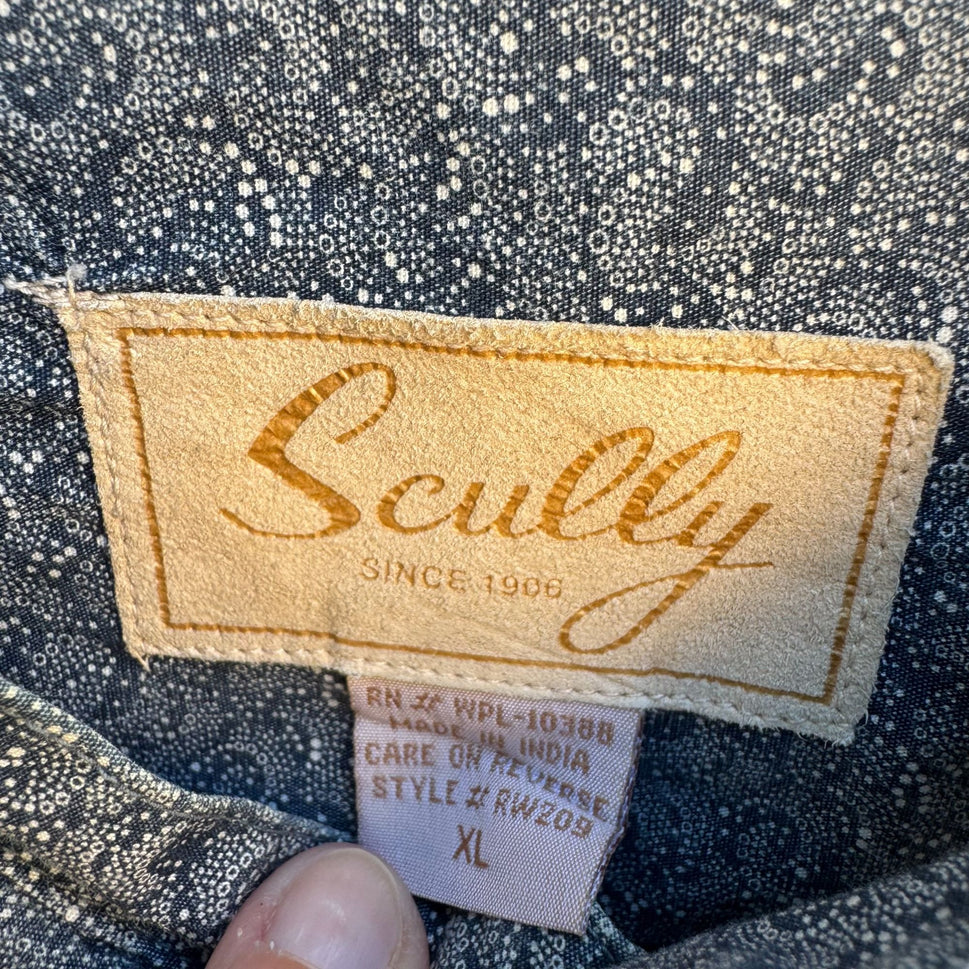 Scully
SINCE 1906
RN # WPL-10388
MADE IN INDIA
CARE ON REVERSE
STYLE # RW209
XL